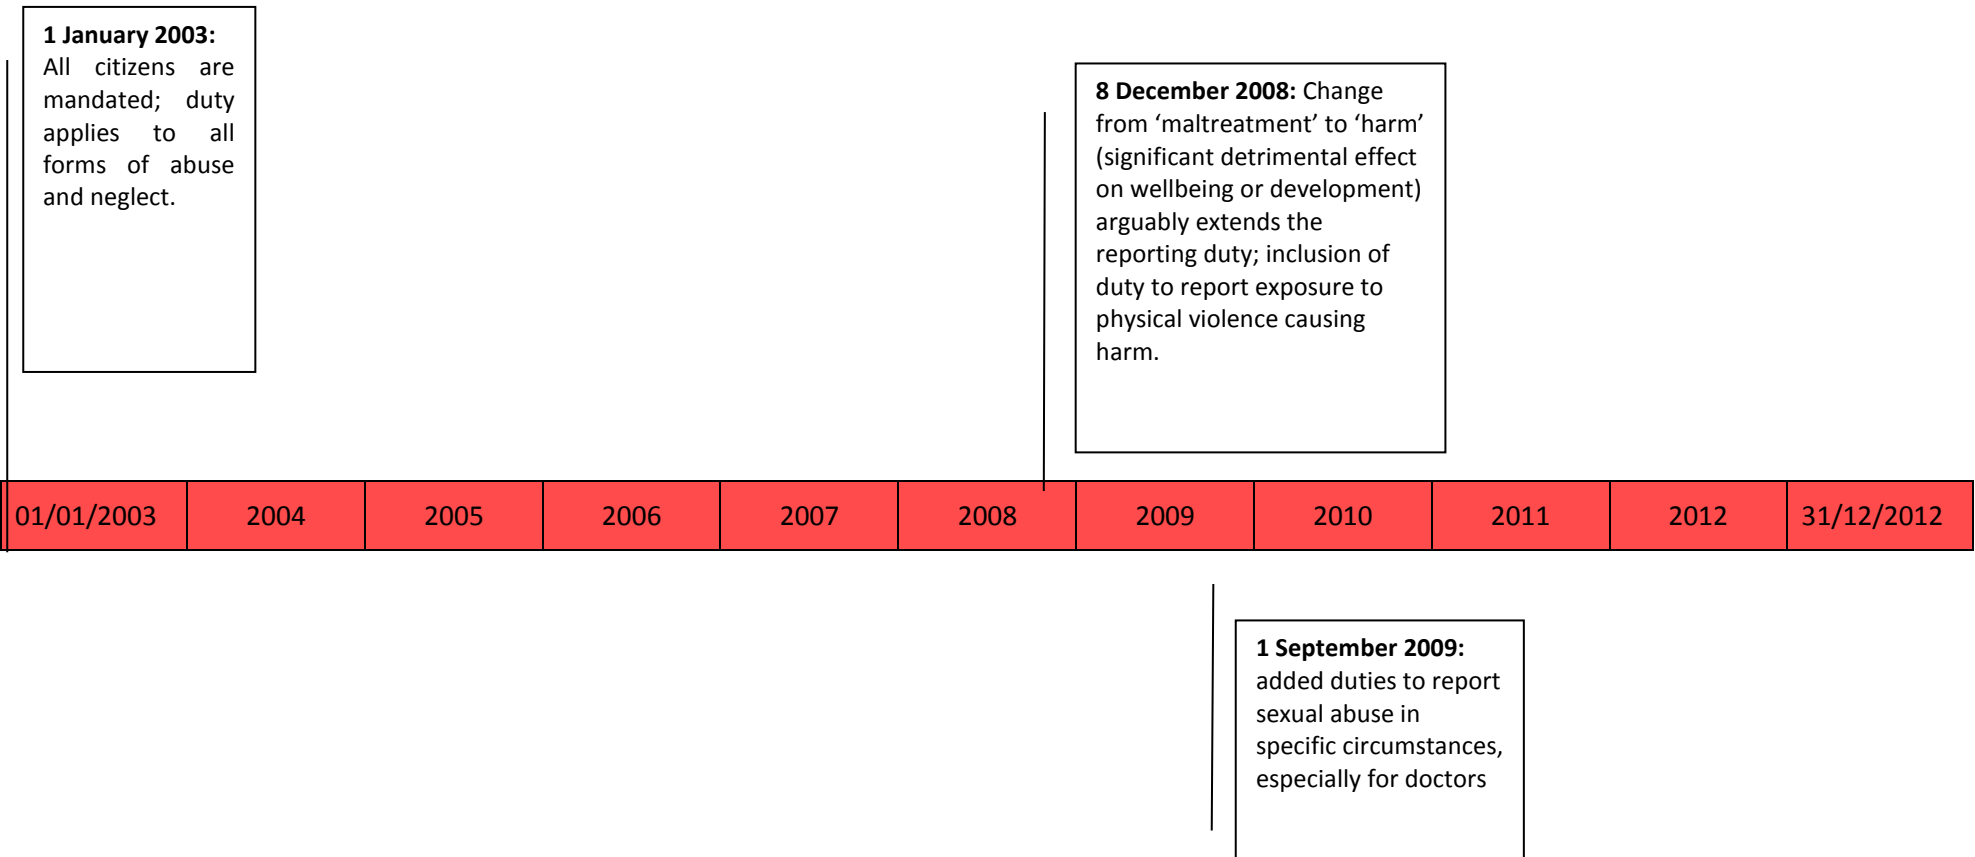 1 January 2003:
All citizens are
mandated; duty
applies to all
forms of abuse
and neglect.
8 December 2008: Change
from ‘maltreatment’ to ‘harm’
(significant detrimental effect
on wellbeing or development)
arguably extends the
reporting duty; inclusion of
duty to report exposure to
physical violence causing
harm.
01/01/2003 2004 2005 2006 2007 2008 2009 2010 2011 2012 31/12/2012
1 September 2009:
added duties to report
sexual abuse in
specific circumstances,
especially for doctors